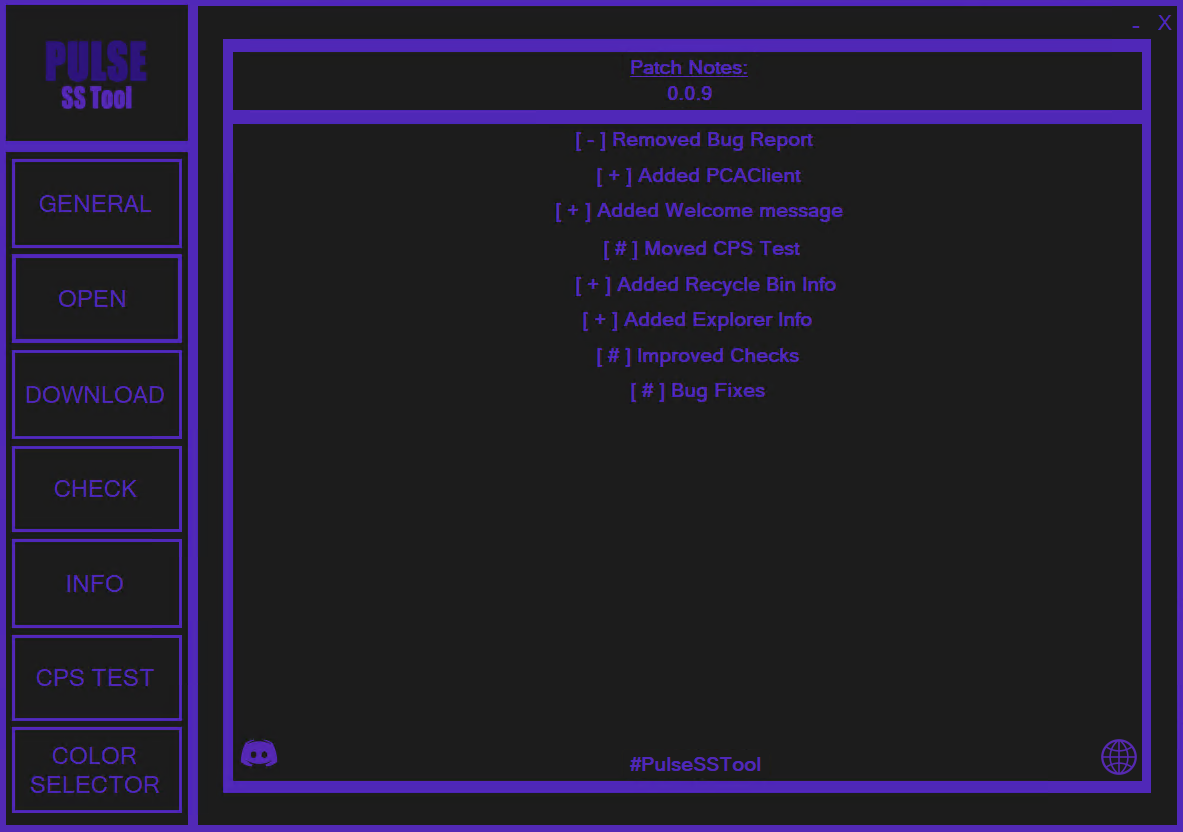 PULSE
SS Tool
GENERAL
OPEN
DOWNLOAD
CHECK
INFO
CPS TEST
COLOR
SELECTOR
- X
Patch Notes:
0.0.9
[ - ] Removed Bug Report
[ + ] Added PCAClient
[ + ] Added Welcome message
[ # ] Moved CPS Test
[ + ] Added Recycle Bin Info
[ + ] Added Explorer Info
[ # ] Improved Checks
[ # ] Bug Fixes
#PulseSSTool